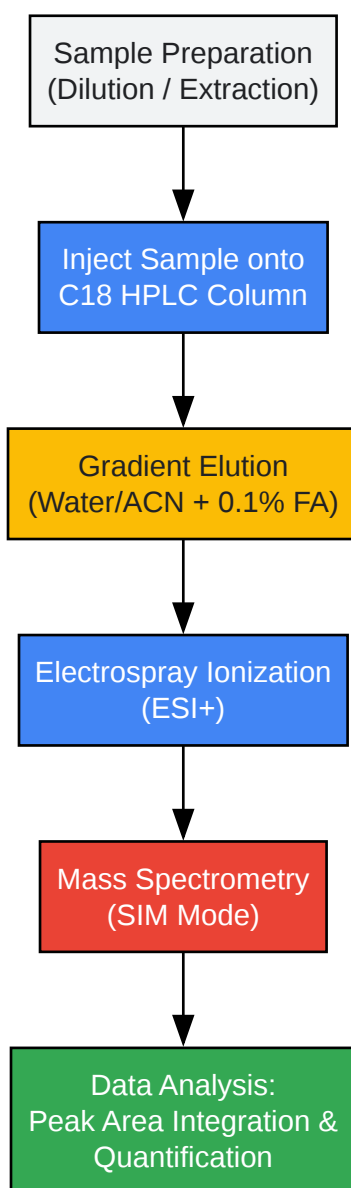 Sample Preparation
(Dilution / Extraction)
Inject Sample onto
C18 HPLC Column
Gradient Elution
(Water/ACN + 0.1% FA)
Electrospray Ionization
(ESI+)
Mass Spectrometry
(SIM Mode)
Data Analysis:
Peak Area Integration &
Quantification